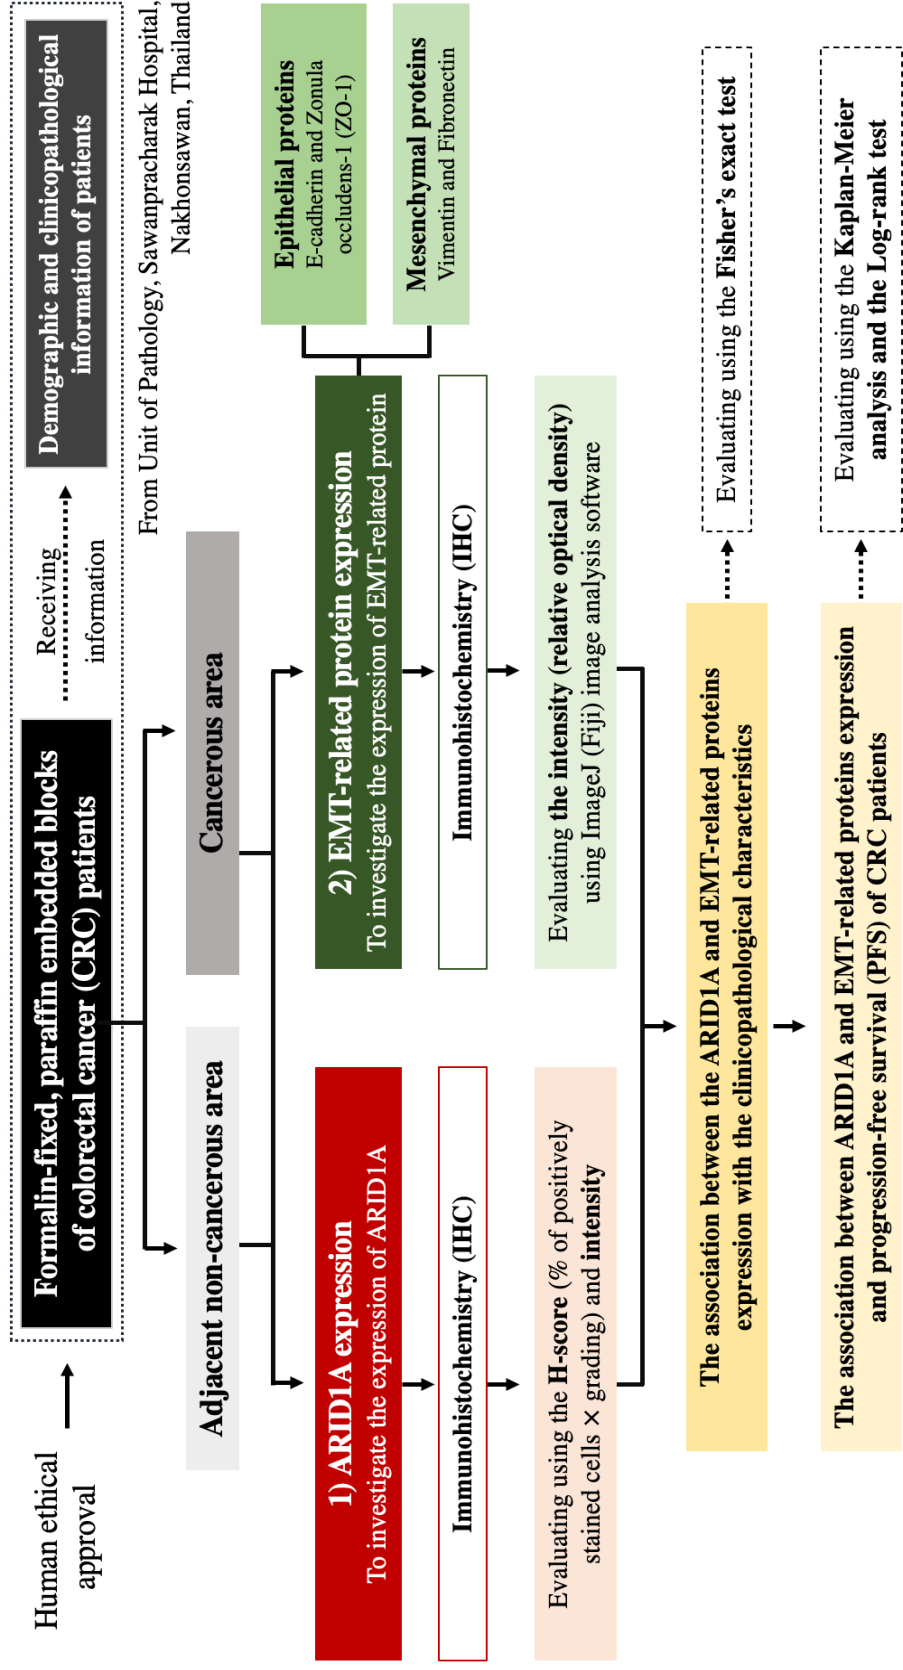 Human ethical
approval
Formalin-fixed, paraffin embedded blocks
of colorectal cancer (CRC) patients
Receiving
information
Demographic and clinicopathological
information of patients
From Unit of Pathology, Sawanpracharak Hospital,
Nakhonsawan, Thailand
Adjacent non-cancerous area
Cancerous area
1) ARID1A expression
To investigate the expression of ARID1A
2) EMT-related protein expression
To investigate the expression of EMT-related protein
Epithelial proteins
E-cadherin and Zonula
occludens-1 (ZO-1)
Mesenchymal proteins
Vimentin and Fibronectin
Immunohistochemistry (IHC)
Immunohistochemistry (IHC)
Evaluating using the H-score (% of positively
stained cells × grading) and intensity
Evaluating the intensity (relative optical density)
using ImageJ (Fiji) image analysis software
The association between the ARID1A and EMT-related proteins
expression with the clinicopathological characteristics
Evaluating using the Fisher's exact test
The association between ARID1A and EMT-related proteins expression
and progression-free survival (PFS) of CRC patients
Evaluating using the Kaplan-Meier
analysis and the Log-rank test